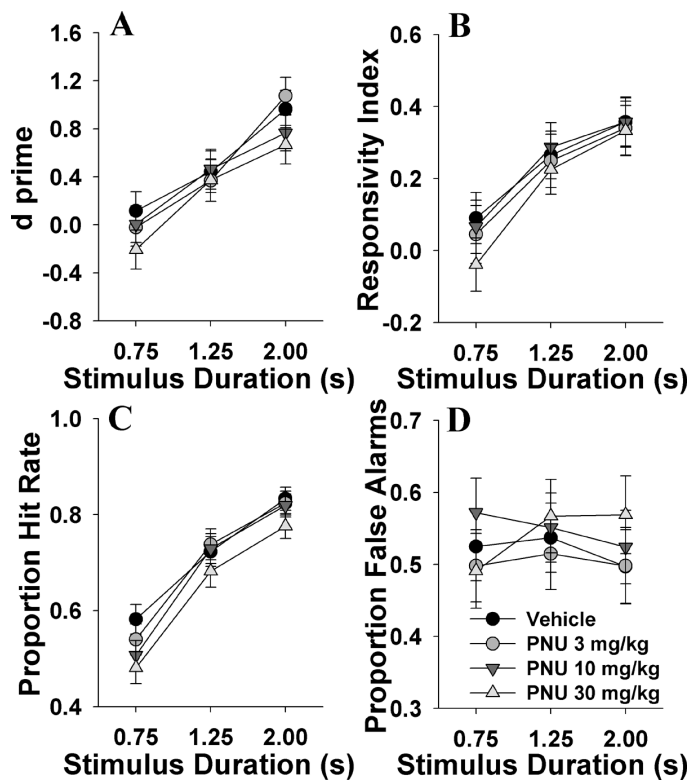 A
1.6
1.2
0.8
0.4
0.0
-0.4
-0.8
d prime
0.75 1.25 2.00
Stimulus Duration (s)
B
0.6
0.4
0.2
0.0
-0.2
Responsivity Index
0.75 1.25 2.00
Stimulus Duration (s)
C
1.0
0.8
0.6
0.4
Proportion Hit Rate
0.75 1.25 2.00
Stimulus Duration (s)
D
0.7
0.6
0.5
0.4
0.3
Proportion False Alarms
Vehicle
PNU 3 mg/kg
PNU 10 mg/kg
PNU 30 mg/kg
0.75 1.25 2.00
Stimulus Duration (s)